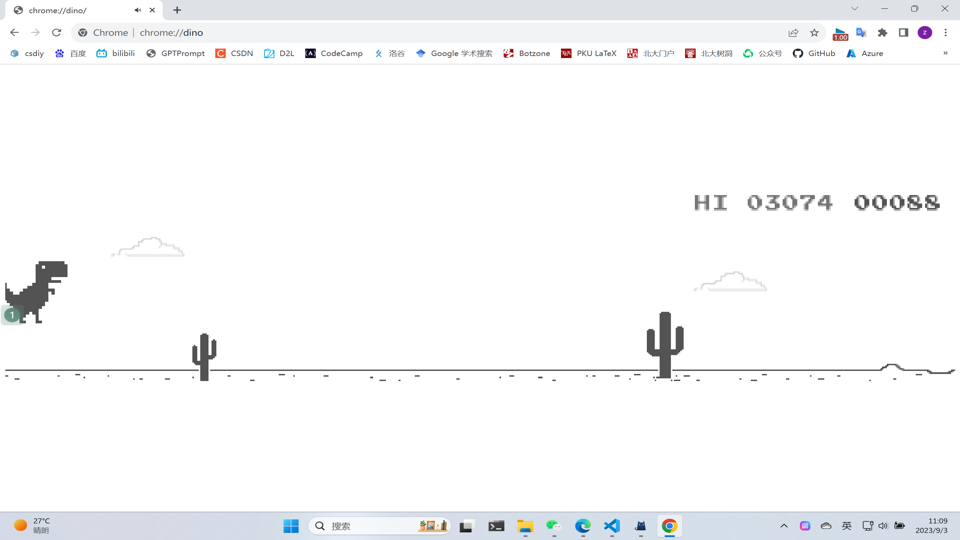 chrome://dino/
Chrome | chrome://dino
1.00
z
csdiy 百度 bilibili GPTPrompt CSDN D2L CodeCamp 洛谷 Google 学术搜索 Botzone PKU LaTeX 北大门户 北大树洞 公众号 GitHub Azure »
HI 03074 00088
1
27°C
晴朗
搜索
英
11:09
2023/9/3